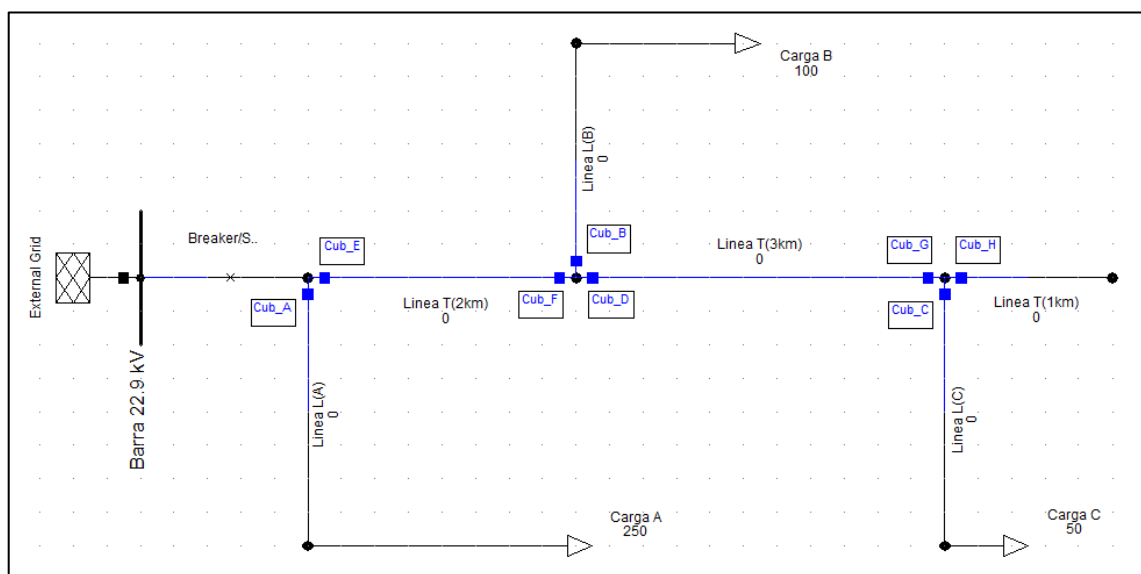 Carga B
100
Linea L(B)
0
External Grid
Breaker/S..
Cub_E
Cub_B
Linea T(3km)
0
Cub_G
Cub_H
Cub_A
Linea T(2km)
0
Cub_F
Cub_D
Cub_C
Linea T(1km)
0
Barra 22.9 kV
Linea L(A)
0
Linea L(C)
0
Carga A
250
Carga C
50